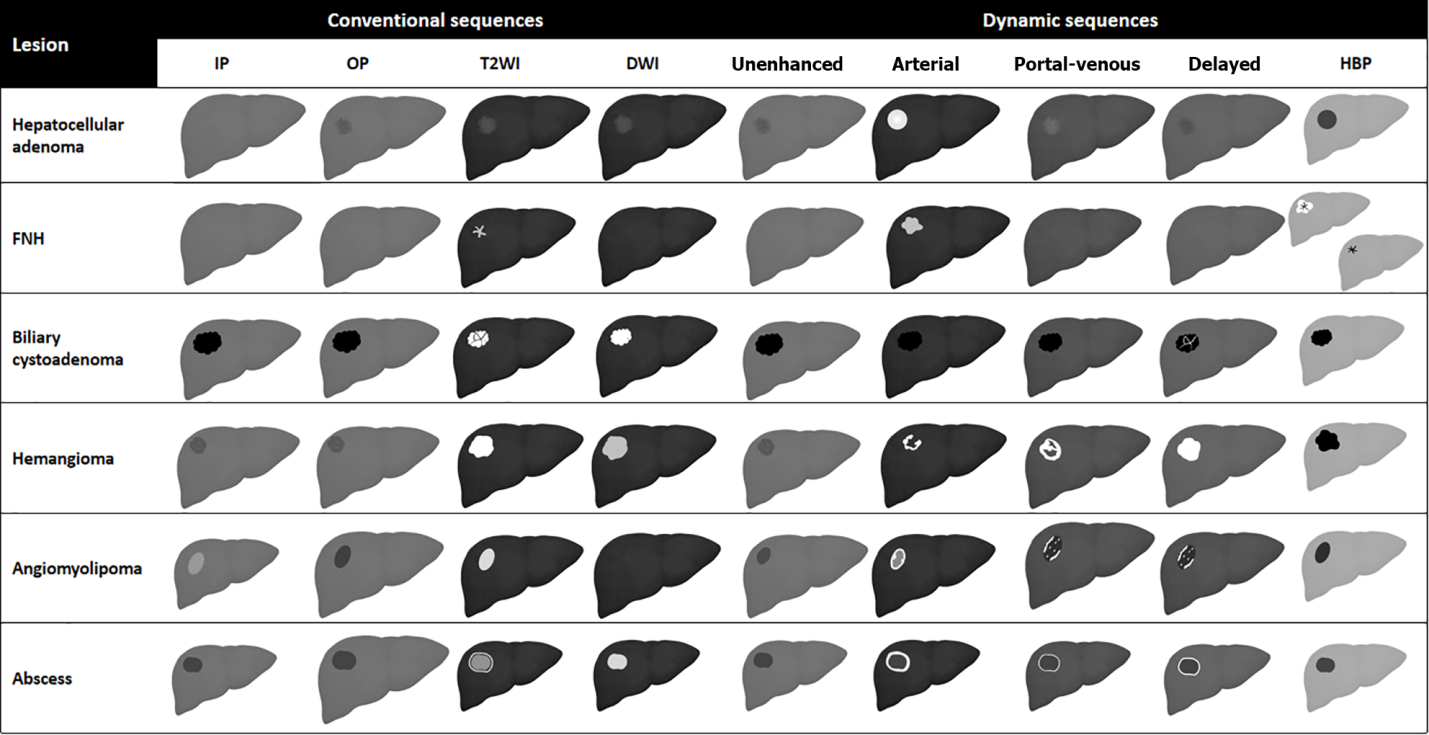 Conventional sequences Dynamic sequences
Lesion
IP OP T2WI DWI Unenhanced Arterial Portal-venous Delayed HBP
Hepatocellular
adenoma
FNH
Biliary
cystoadenoma
Hemangioma
Angiomyolipoma
Abscess